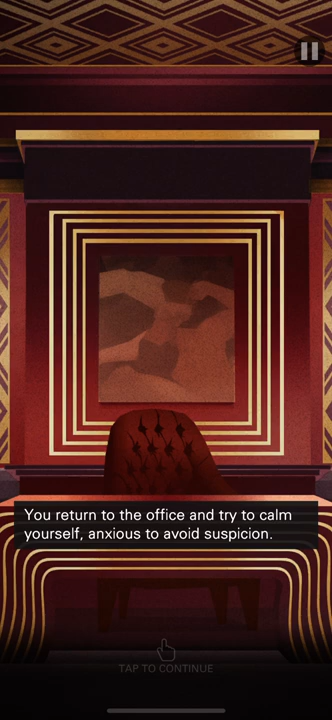 You return to the office and try to calm
yourself, anxious to avoid suspicion.
TAP TO CONTINUE